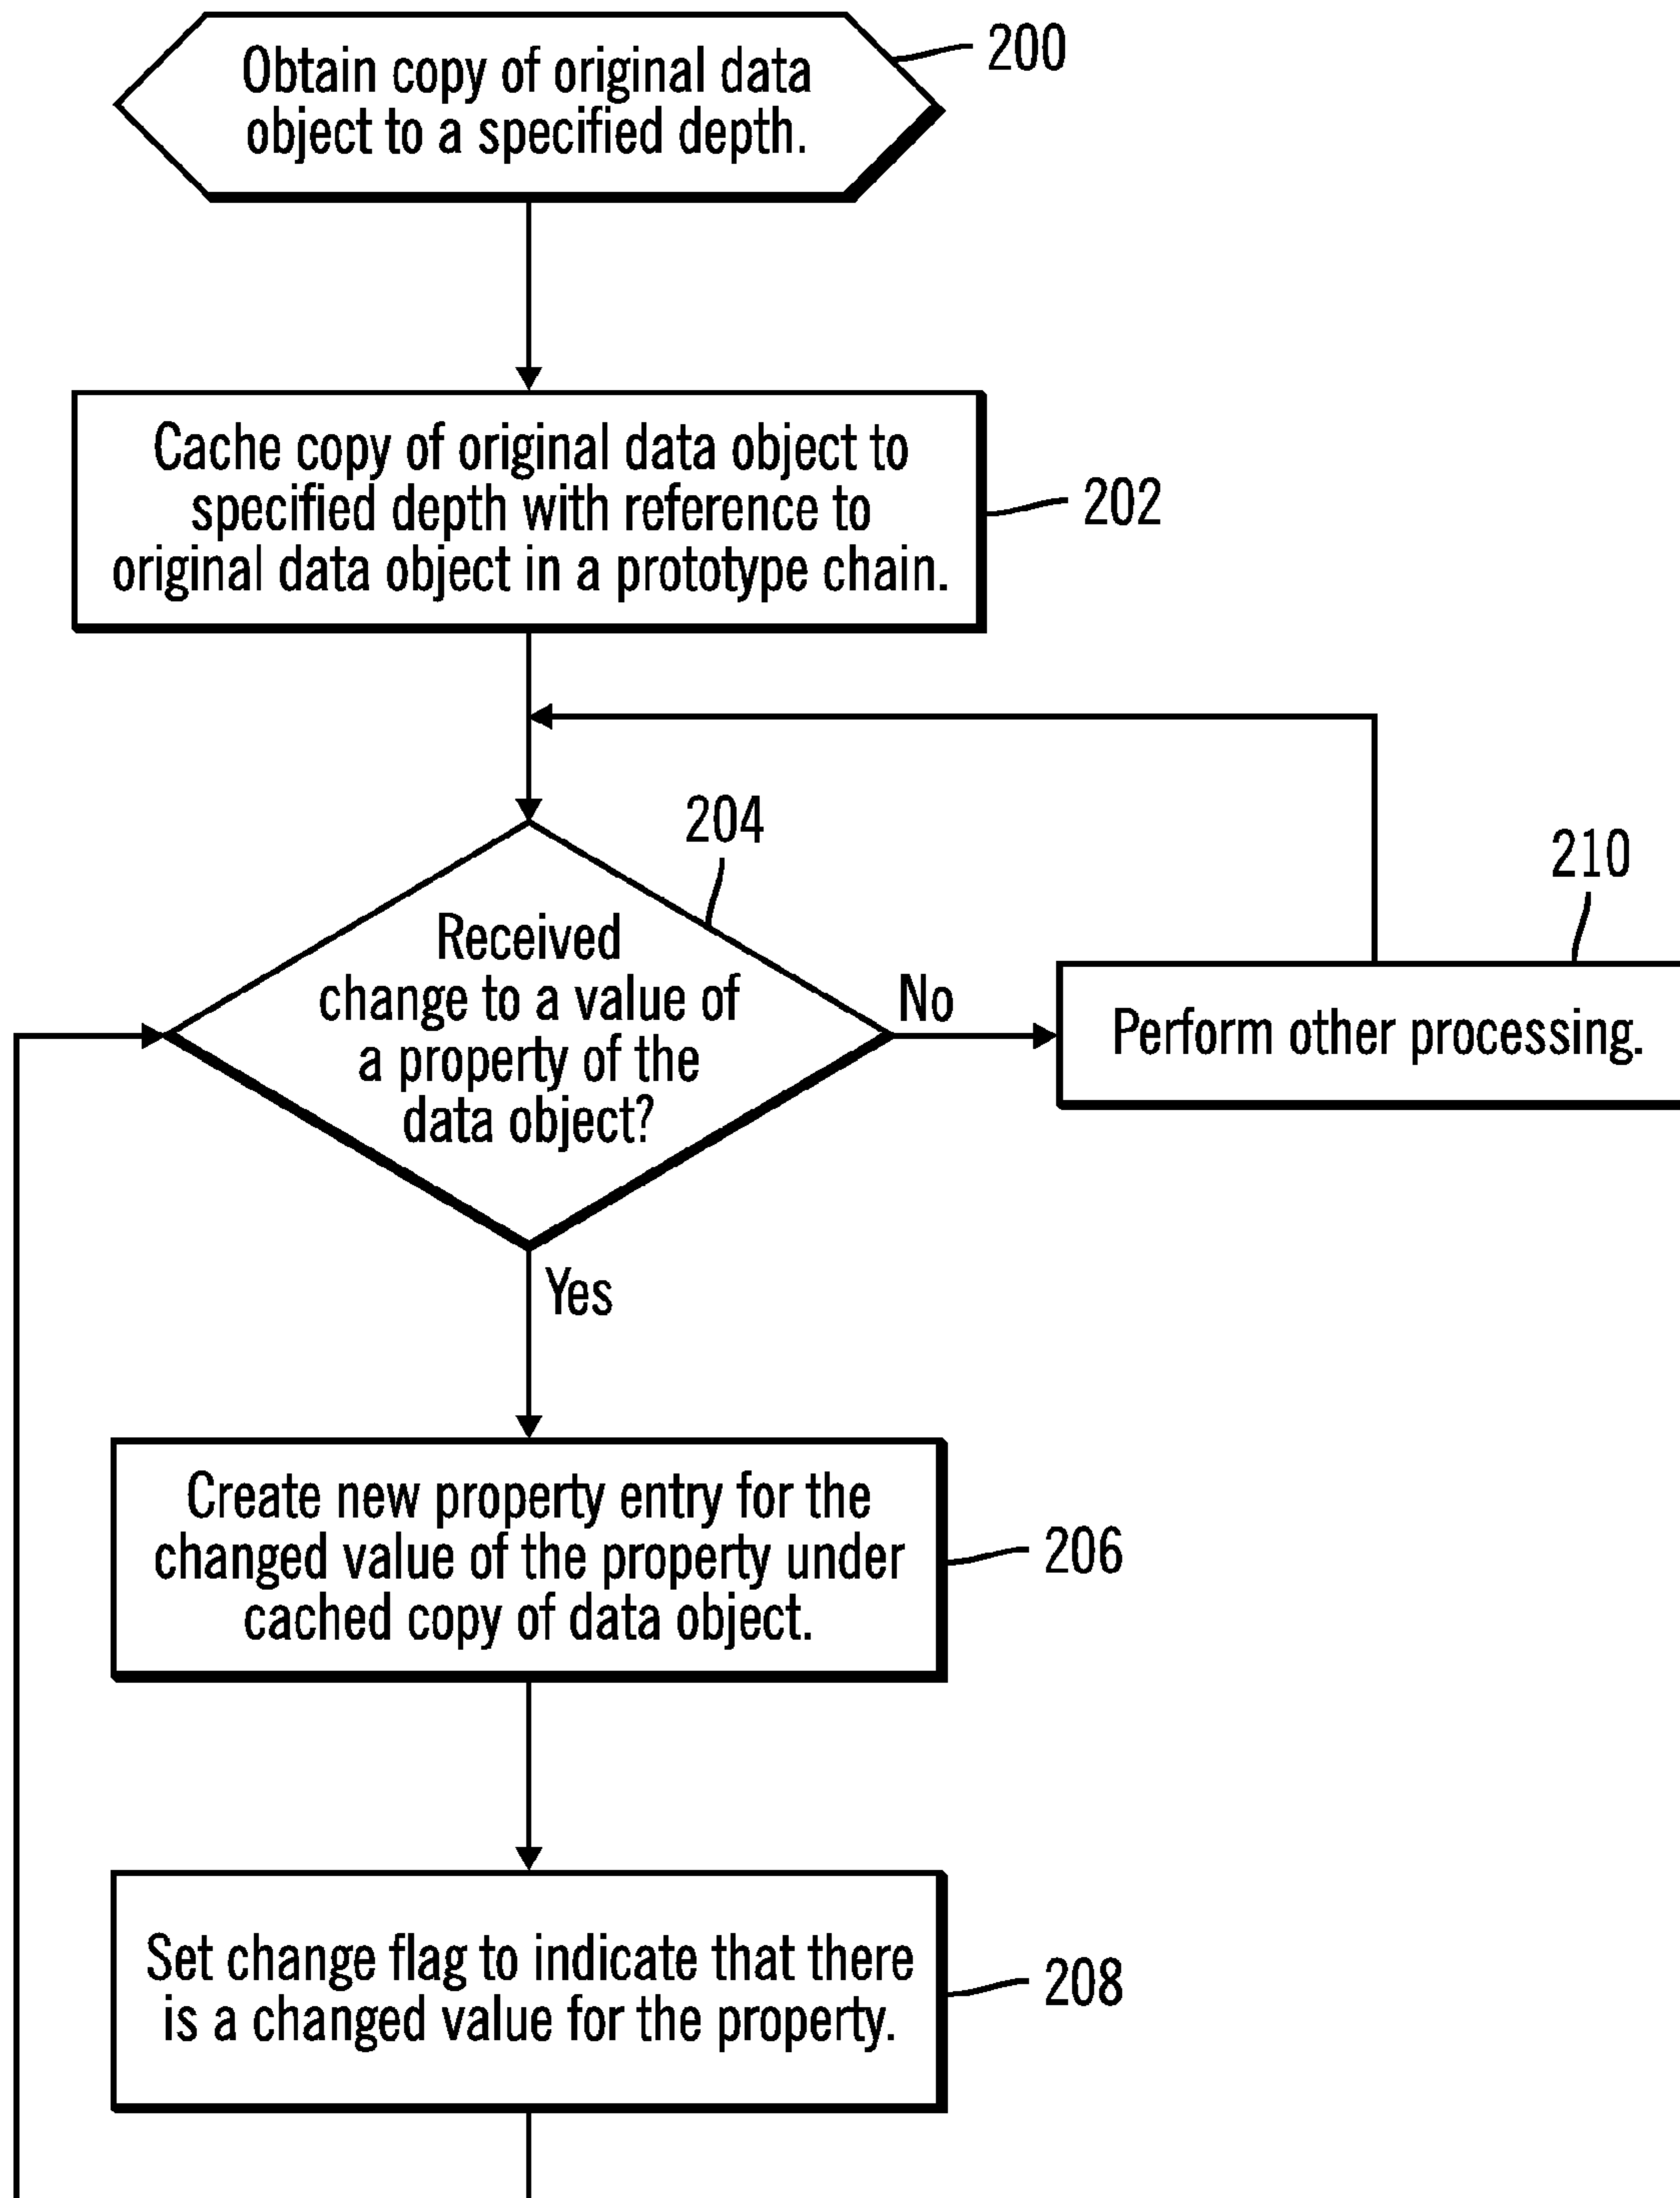 Obtain copy of original data
object to a specified depth.
200
Cache copy of original data object to
specified depth with reference to
original data object in a prototype chain.
202
204
210
Received
change to a value of
a property of the
data object?
No
Perform other processing.
Yes
Create new property entry for the
changed value of the property under
cached copy of data object.
206
Set change flag to indicate that there
is a changed value for the property.
208